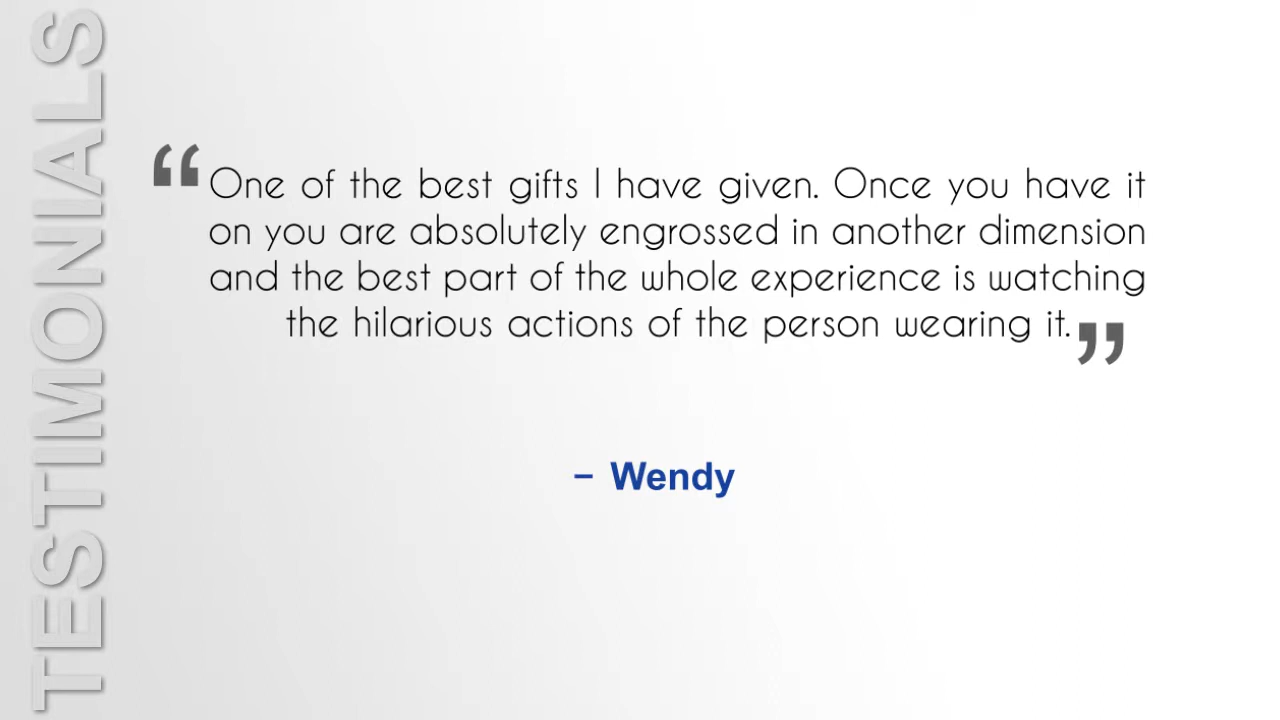 TESTIMONIALS
“One of the best gifts I have given. Once you have it
on you are absolutely engrossed in another dimension
and the best part of the whole experience is watching
the hilarious actions of the person wearing it.”
– Wendy